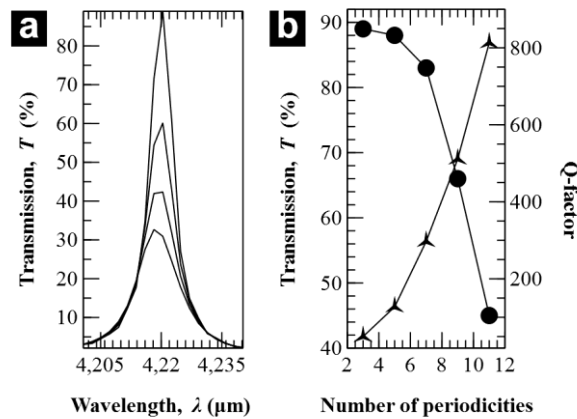 a
80
70
60
50
40
30
20
10
Transmission, T (%)
4,205 4,22 4,235
Wavelength, λ (μm)
b
90
80
70
60
50
40
Transmission, T (%)
800
600
400
200
Q-factor
2 4 6 8 10 12
Number of periodicities